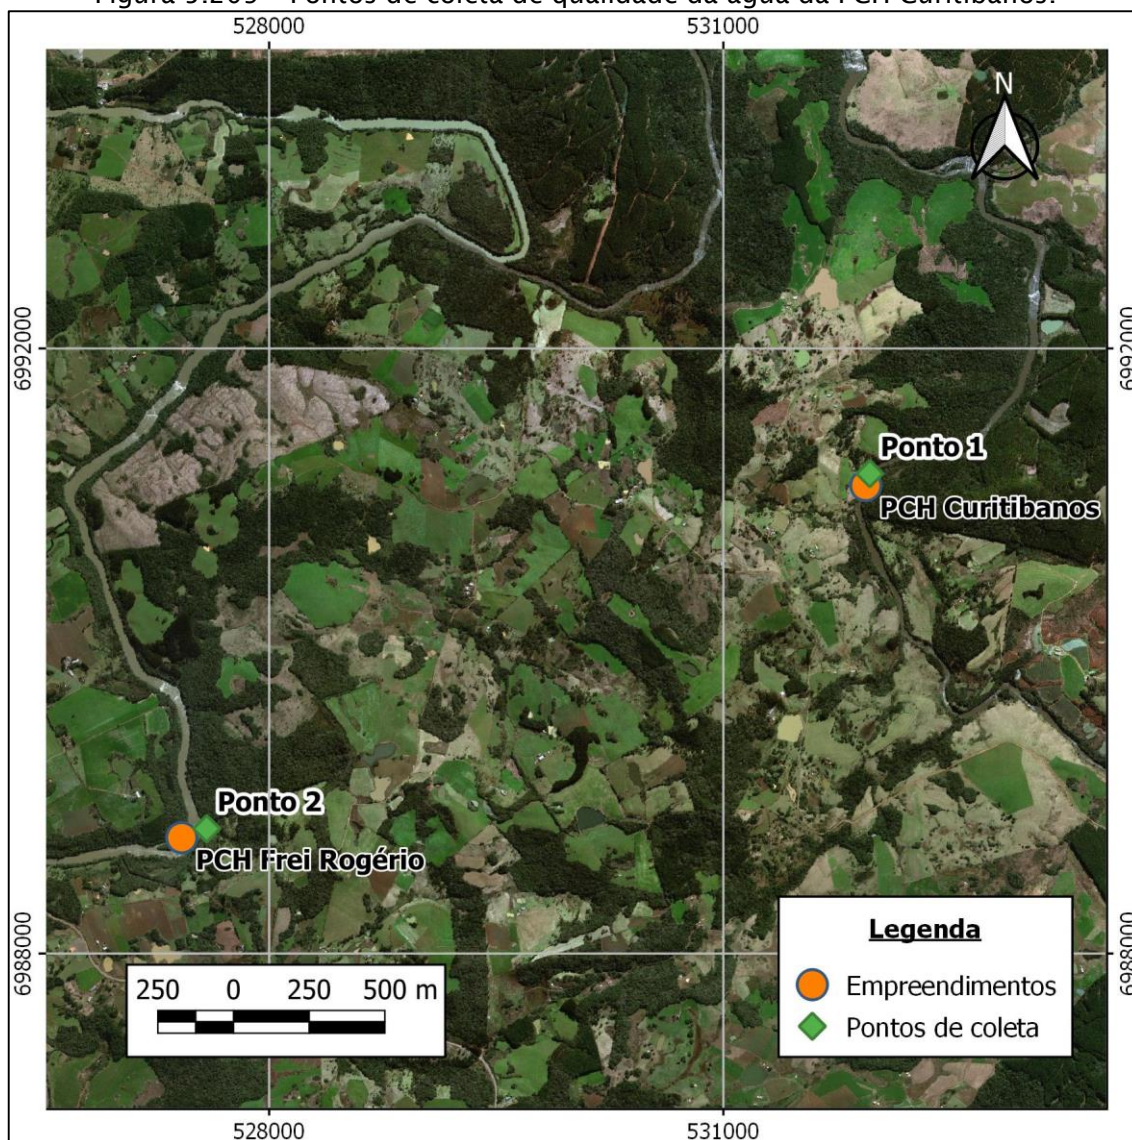 528000
531000
N
6992000
6992000
Ponto 1
PCH Curitibanos
Ponto 2
PCH Frei Rogério
6988000
6988000
Legenda
Empreendimentos
Pontos de coleta
250 0 250 500 m
528000
531000